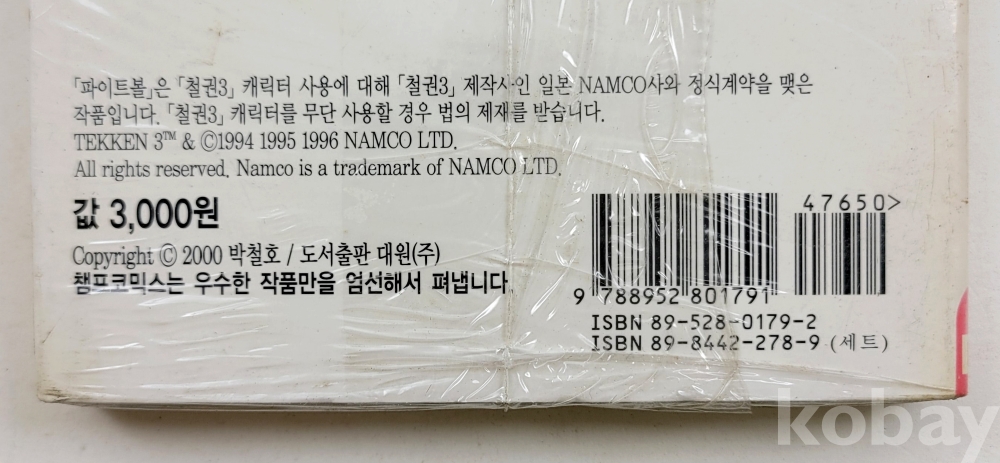 「파이트볼」은 「철권3」 캐릭터 사용에 대해 「철권3」 제작사인 일본 NAMCO사와 정식계약을 맺은
작품입니다. 「철권3」 캐릭터를 무단 사용할 경우 법의 제재를 받습니다.
TEKKEN 3™ & ©1994 1995 1996 NAMCO LTD.
All rights reserved. Namco is a trademark of NAMCO LTD.
값 3,000원
Copyright © 2000 박철호 / 도서출판 대원(주)
챔프코믹스는 우수한 작품만을 엄선해서 펴냅니다.
47650>
9 788952 801791
ISBN 89-528-0179-2
ISBN 89-8442-278-9 (세트)
kobay